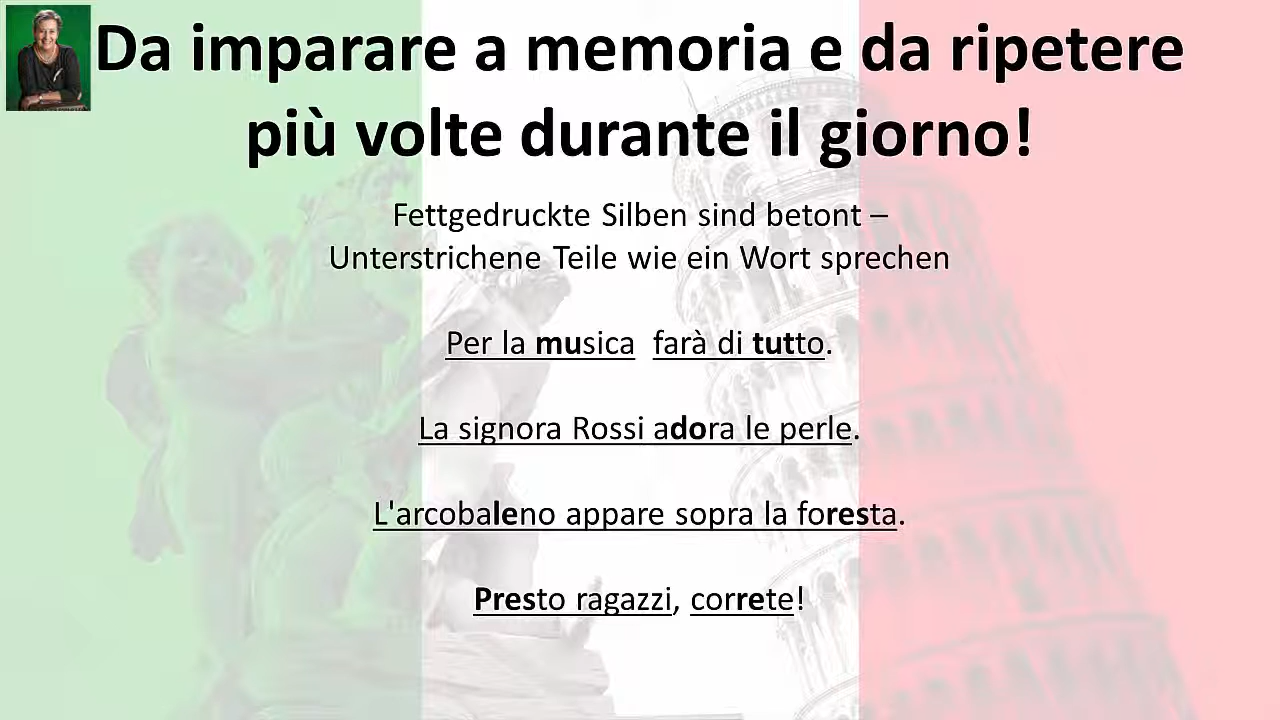 Da imparare a memoria e da ripetere
più volte durante il giorno!
Fettgedruckte Silben sind betont –
Unterstrichene Teile wie ein Wort sprechen
Per la musica  farà di tutto.
La signora Rossi adora le perle.
L'arcobaleno appare sopra la foresta.
Presto ragazzi, correte!